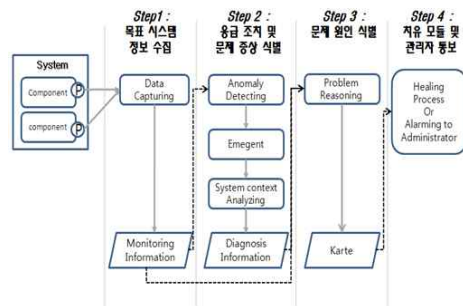 Step1 :
목표 시스템
정보 수집
Step 2 :
응급 조치 및
문제 증상 식별
Step 3 :
문제 원인 식별
Step 4 :
치유 모듈 및
관리자 통보
System
Component
P
component
P
Data
Capturing
Monitoring
Information
Anomaly
Detecting
Emegent
System context
Analyzing
Diagnosis
Information
Problem
Reasoning
Karte
Healing
Process
Or
Alarming to
Administrator